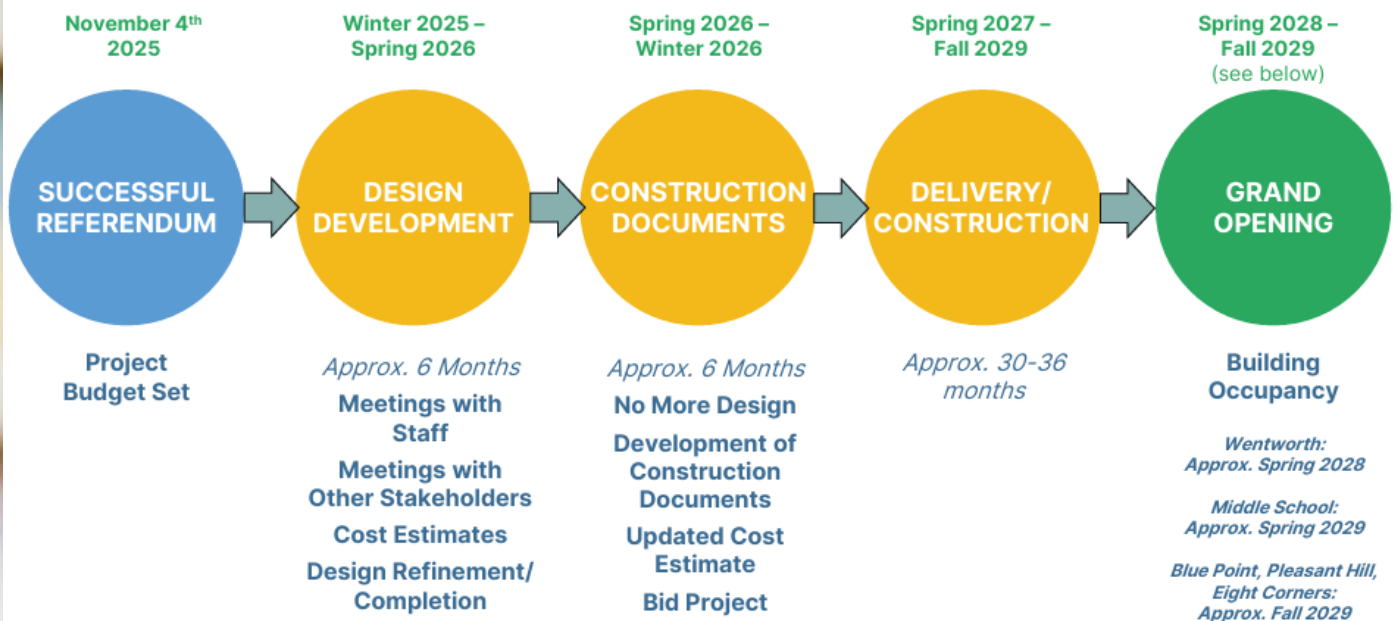 November 4th
2025
SUCCESSFUL
REFERENDUM
Project
Budget Set
Winter 2025 –
Spring 2026
DESIGN
DEVELOPMENT
Approx. 6 Months
Meetings with
Staff
Meetings with
Other Stakeholders
Cost Estimates
Design Refinement/
Completion
Spring 2026 –
Winter 2026
CONSTRUCTION
DOCUMENTS
Approx. 6 Months
No More Design
Development of
Construction
Documents
Updated Cost
Estimate
Bid Project
Spring 2027 –
Fall 2029
DELIVERY/
CONSTRUCTION
Approx. 30-36
months
Spring 2028 –
Fall 2029
(see below)
GRAND
OPENING
Building
Occupancy
Wentworth:
Approx. Spring 2028
Middle School:
Approx. Spring 2029
Blue Point, Pleasant Hill,
Eight Corners:
Approx. Fall 2029